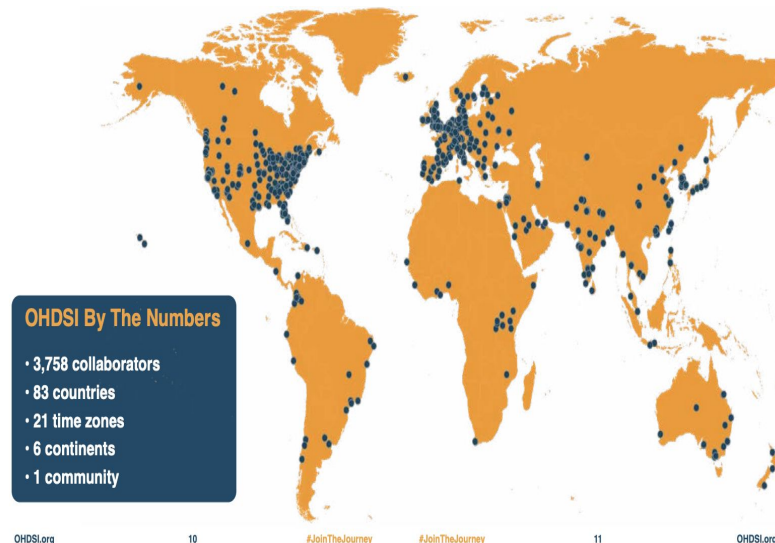 OHDSI By The Numbers
• 3,758 collaborators
• 83 countries
• 21 time zones
• 6 continents
• 1 community
OHDSI.org 10 #JoinTheJourney #JoinTheJourney 11 OHDSI.org